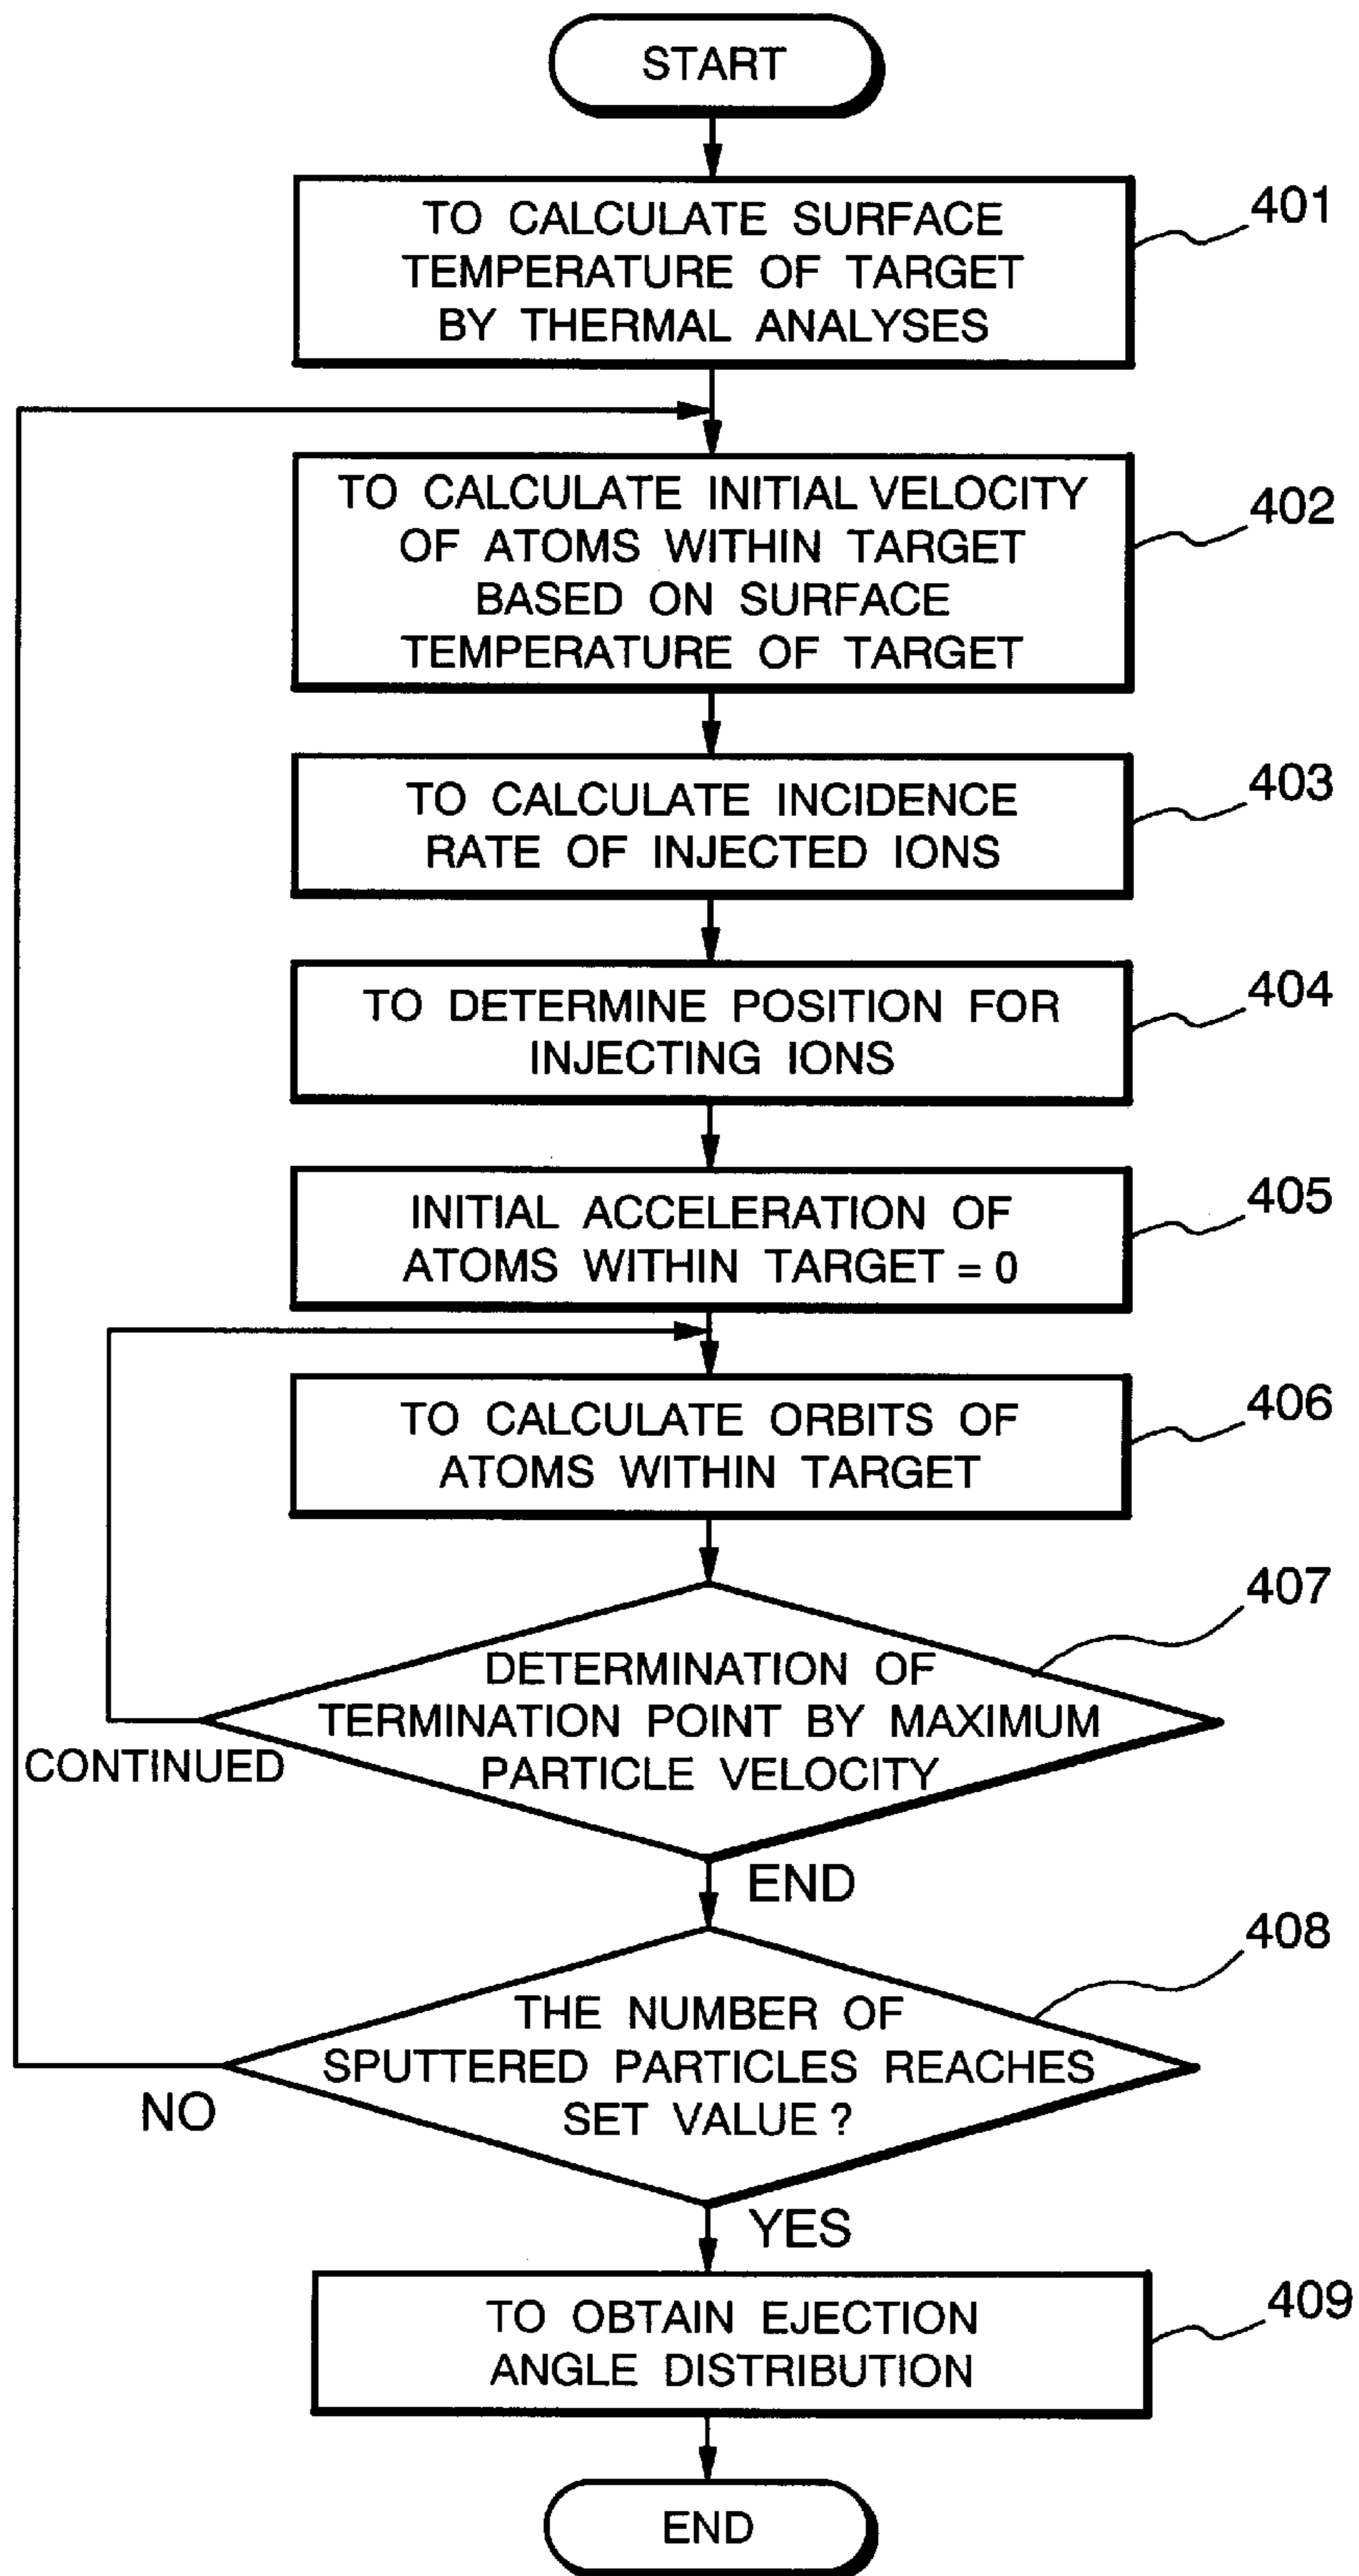 START
TO CALCULATE SURFACE
TEMPERATURE OF TARGET
BY THERMAL ANALYSES
401
TO CALCULATE INITIAL VELOCITY
OF ATOMS WITHIN TARGET
BASED ON SURFACE
TEMPERATURE OF TARGET
402
TO CALCULATE INCIDENCE
RATE OF INJECTED IONS
403
TO DETERMINE POSITION FOR
INJECTING IONS
404
INITIAL ACCELERATION OF
ATOMS WITHIN TARGET = 0
405
TO CALCULATE ORBITS OF
ATOMS WITHIN TARGET
406
DETERMINATION OF
TERMINATION POINT BY MAXIMUM
PARTICLE VELOCITY
407
CONTINUED
END
THE NUMBER OF
SPUTTERED PARTICLES REACHES
SET VALUE ?
408
NO
YES
TO OBTAIN EJECTION
ANGLE DISTRIBUTION
409
END